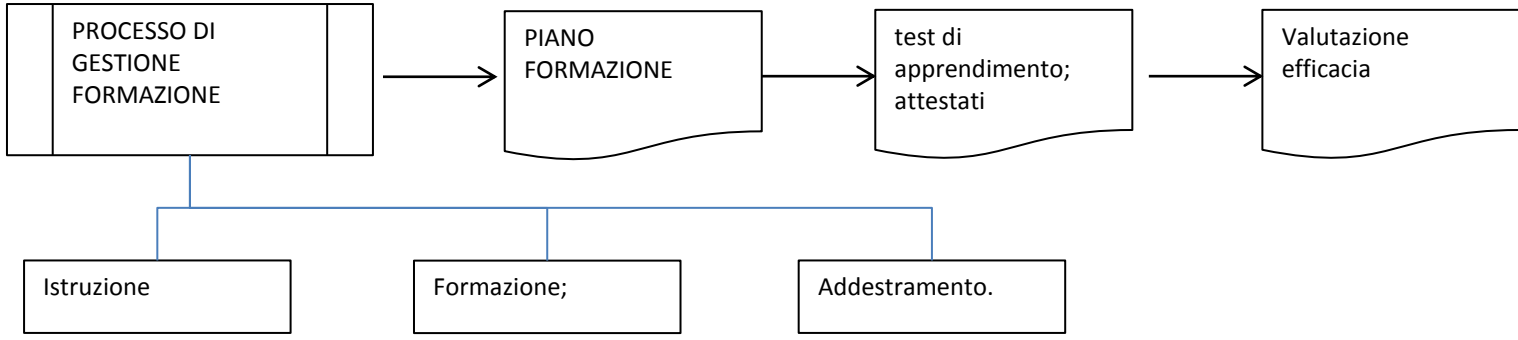 PROCESSO DI
GESTIONE
FORMAZIONE
PIANO
FORMAZIONE
test di
apprendimento;
attestati
Valutazione
efficacia
Istruzione
Formazione;
Addestramento.